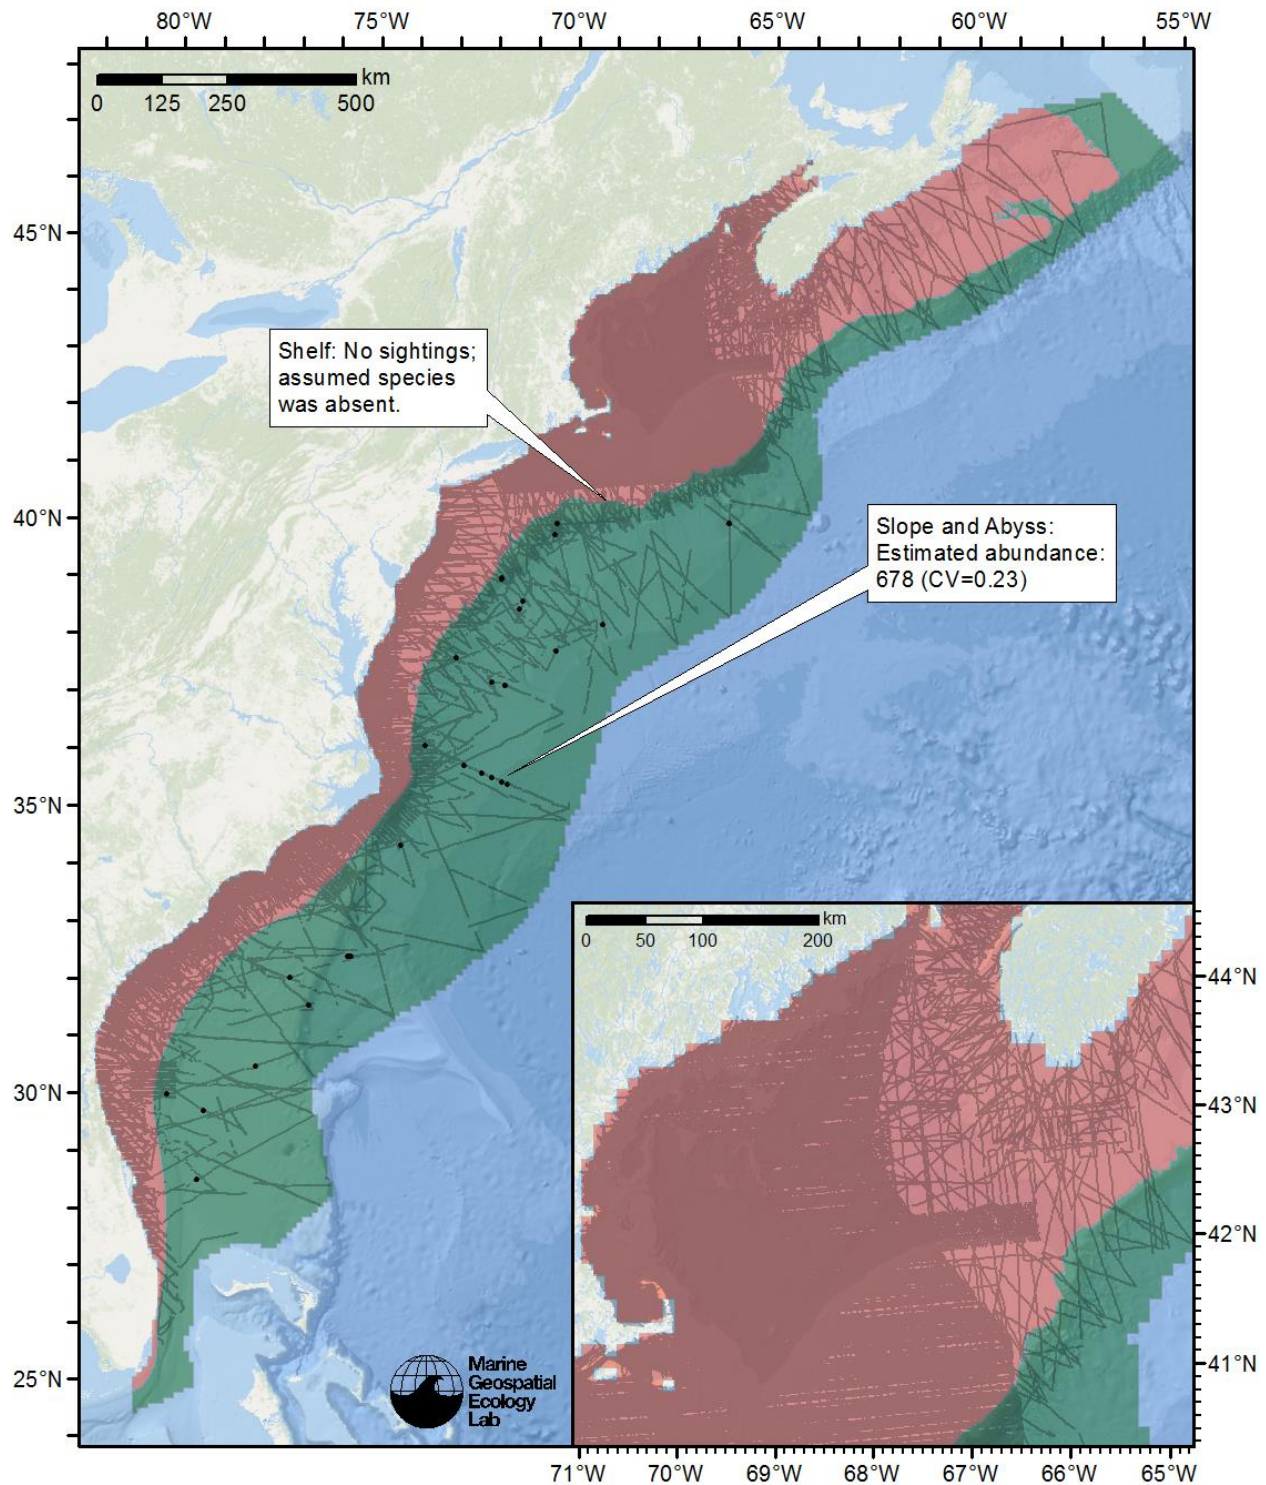 80°W 75°W 70°W 65°W 60°W 55°W
km
0 125 250 500
45°N
Shelf: No sightings;
assumed species
was absent.
40°N
Slope and Abyss:
Estimated abundance:
678 (CV=0.23)
35°N
km
0 50 100 200
44°N
30°N
43°N
42°N
25°N
Marine
Geospatial
Ecology
Lab
41°N
71°W 70°W 69°W 68°W 67°W 66°W 65°W